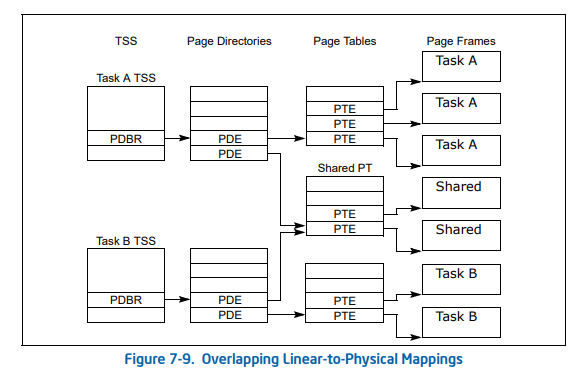 TSS Page Directories Page Tables Page Frames
Task A TSS
Task A
PTE
Task A
PTE
PDBR PDE PTE
Task A
PDE
Shared PT
Shared
PTE
PTE
Shared
Task B TSS
Task B
PDBR PDE PTE
PDE PTE
Task B
Figure 7-9. Overlapping Linear-to-Physical Mappings